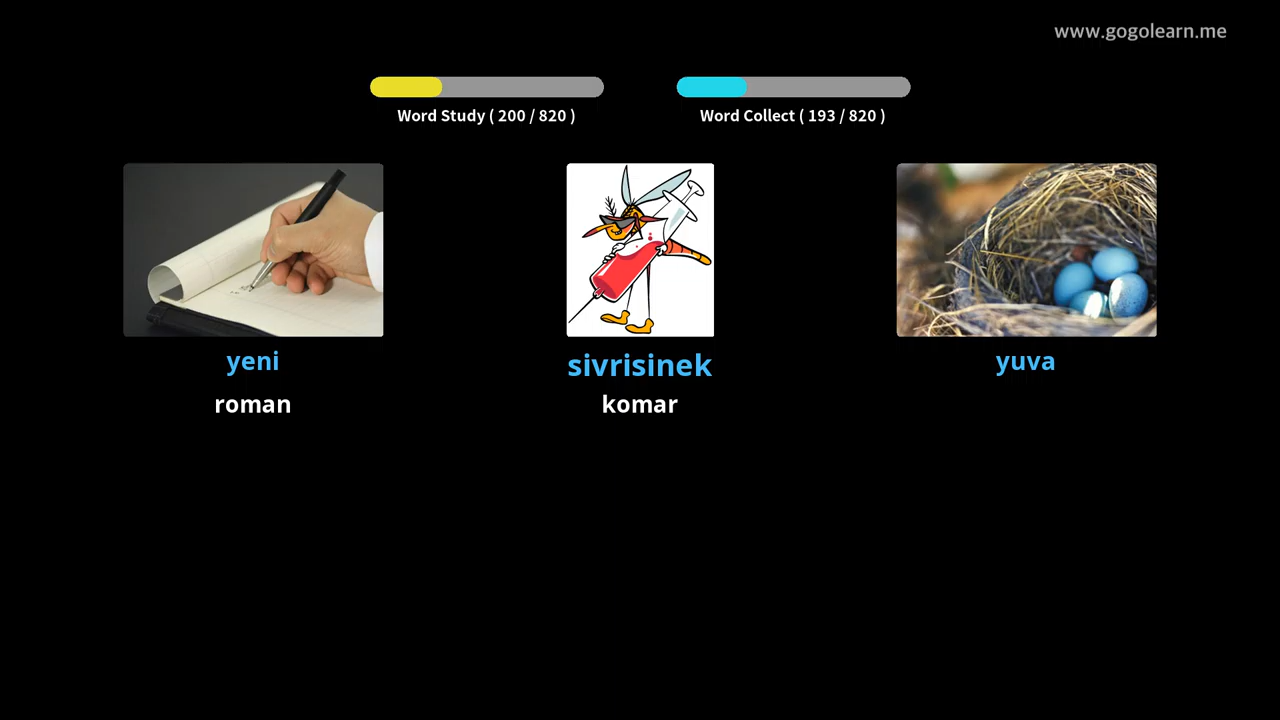 www.gogolearn.me
Word Study ( 200 / 820 )
Word Collect ( 193 / 820 )
yeni
roman
sivrisinek
komar
yuva